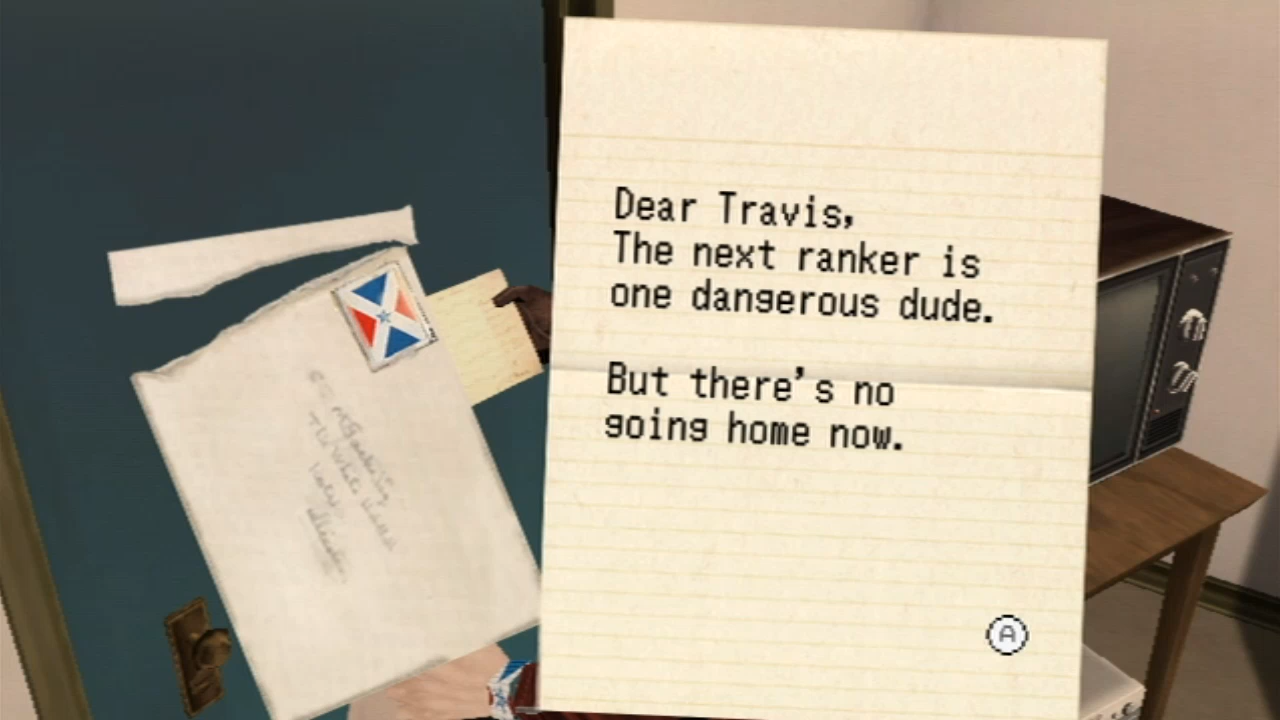 Dear Travis,
The next ranker is
one dangerous dude.
But there's no
going home now.
A